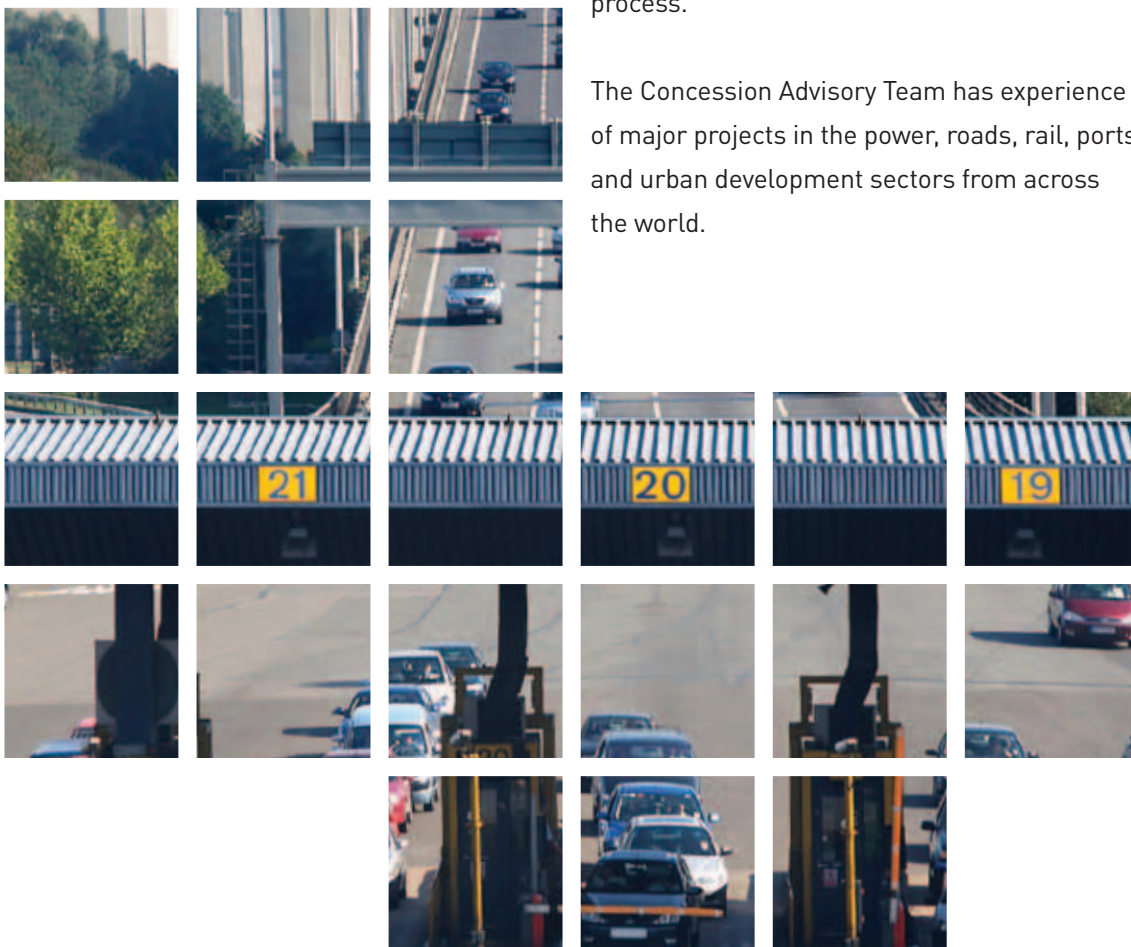 process.
The Concession Advisory Team has experience
of major projects in the power, roads, rail, ports
and urban development sectors from across
the world.
21
20
19